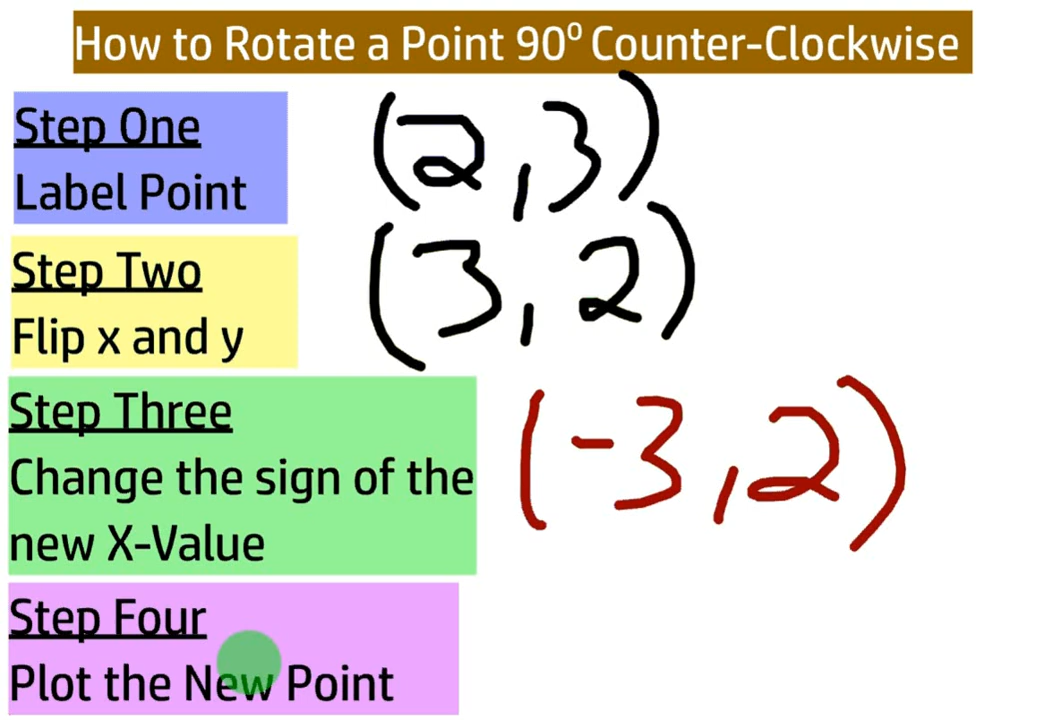 How to Rotate a Point 90⁰ Counter-Clockwise
Step One
Label Point
(2,3)
Step Two
Flip x and y
(3,2)
Step Three
Change the sign of the
new X-Value
(-3,2)
Step Four
Plot the New Point